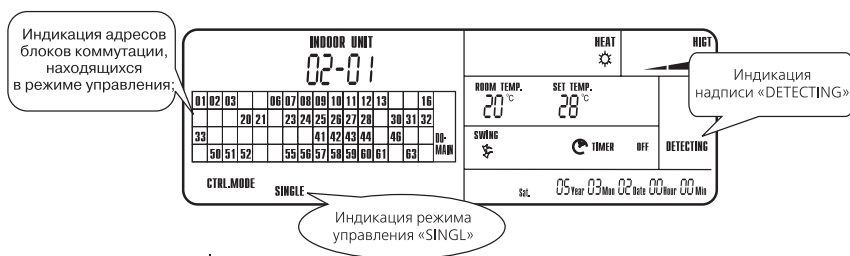 Индикация адресов
блоков коммутации,
находящихся
в режиме управления;
INDOOR UNIT
02-01
01 02 03 06 07 08 09 10 11 12 13 16
20 21 23 24 25 26 27 28 30 31 32
33 41 42 43 44 46
50 51 52 55 56 57 58 59 60 61 63
DO-
MAIN
CTRL.MODE SINGLE
HEAT HIGT
ROOM TEMP. SET TEMP.
20 °C 28 °C
SWING TIMER OFF DETECTING
Sat. 05 Year 03 Mon 02 Date 00 Hour 00 Min
Индикация
надписи «DETECTING»
Индикация режима
управления «SINGL»